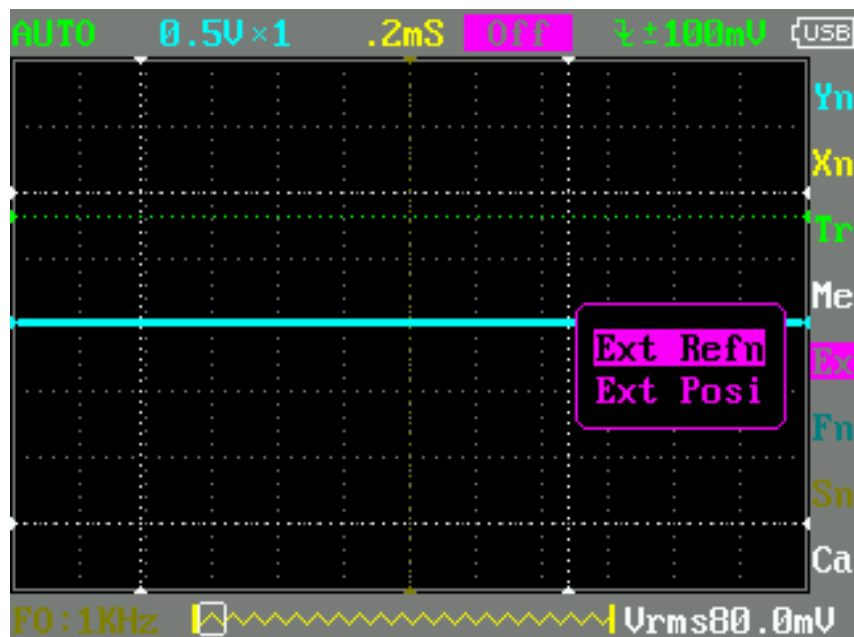 AUTO 0.5V×1 .2mS Off ±100mV USB
Yn
Xn
Tr
Me
Ext Refn
Ex
Ext Posi
Fn
Sn
Ca
FO:1KHz Vrms80.0mV